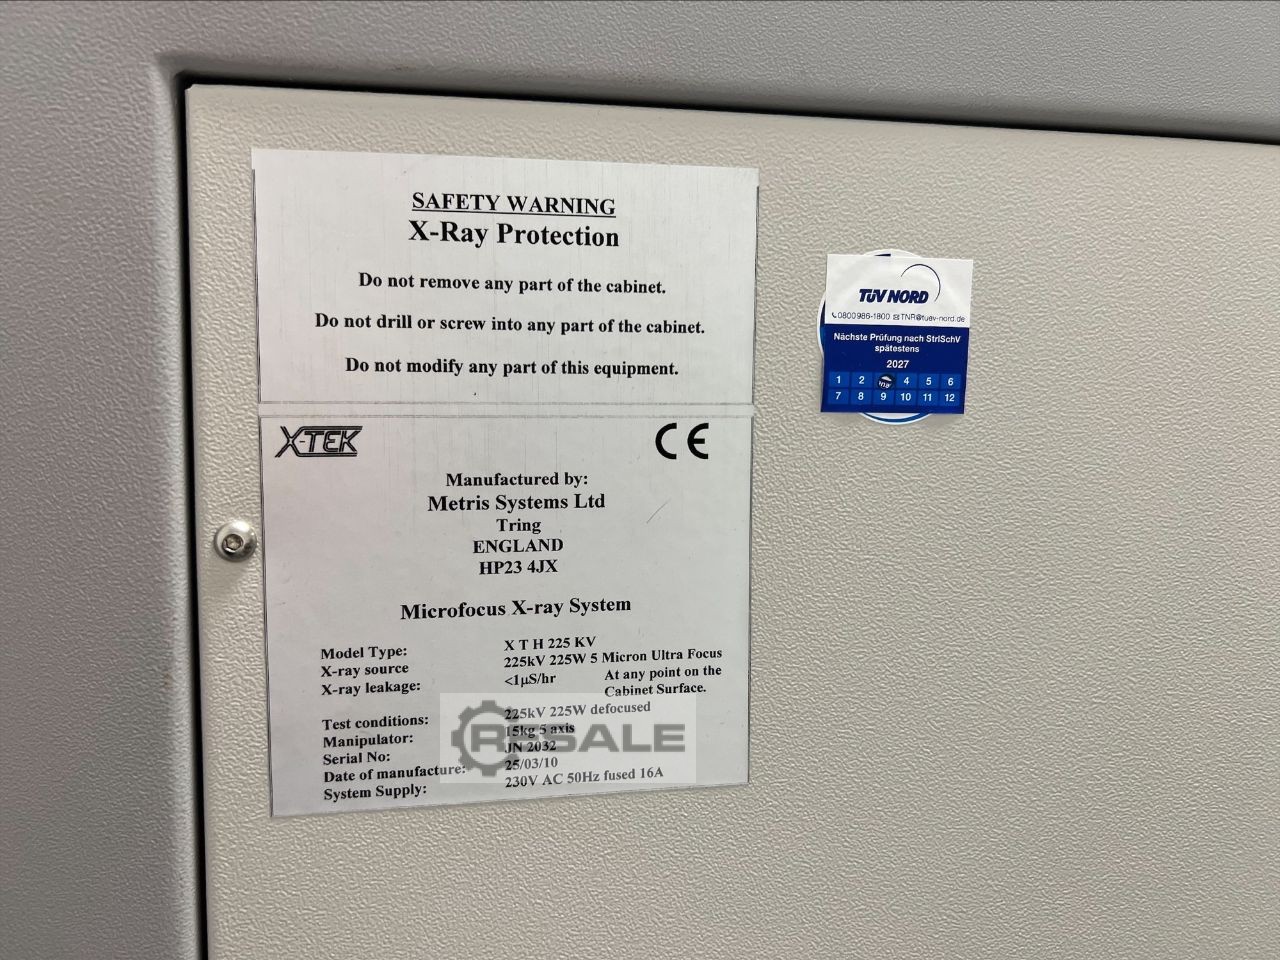 SAFETY WARNING
X-Ray Protection
Do not remove any part of the cabinet.
Do not drill or screw into any part of the cabinet.
Do not modify any part of this equipment.
X-TEK
CE
Manufactured by:
Metris Systems Ltd
Tring
ENGLAND
HP23 4JX
Microfocus X-ray System
Model Type: X T H 225 KV
X-ray source 225kV 225W 5 Micron Ultra Focus
X-ray leakage: <1µS/hr At any point on the
Cabinet Surface.
Test conditions: 225kV 225W defocused
Manipulator: 15kg 5 axis
Serial No: JN 2032
Date of manufacture: 25/03/10
System Supply: 230V AC 50Hz fused 16A
RESALE
TÜV NORD
0800 986-1800 TNR@tuev-nord.de
Nächste Prüfung nach StrlSchV
spätestens
2027
1 2 4 5 6
7 8 9 10 11 12